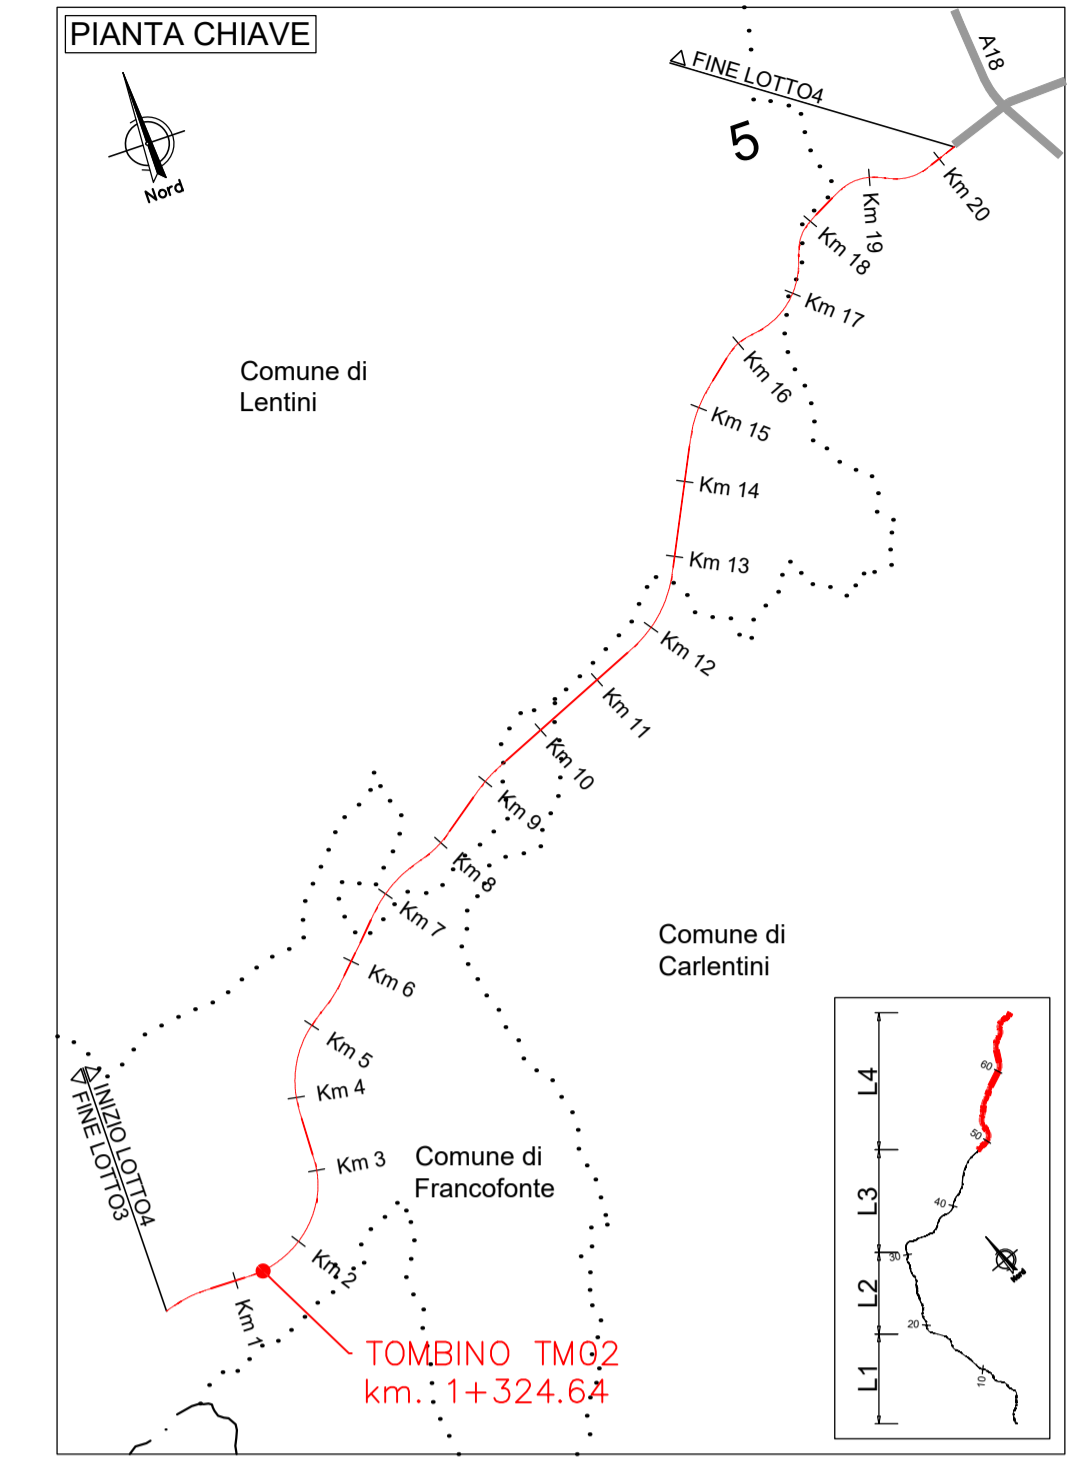 PIANTA CHIAVE
Nord
FINE LOTTO4
A18
5
Km 20
Km 19
Km 18
Km 17
Km 16
Km 15
Km 14
Km 13
Km 12
Km 11
Km 10
Km 9
Km 8
Km 7
Km 6
Km 5
Km 4
Km 3
Km 2
Km 1
Comune di
Lentini
Comune di
Carlentini
Comune di
Francofonte
INIZIO LOTTO4
FINE LOTTO3
TOMBINO TM02
km. 1+324.64
L4
L3
L2
L1
60
50
40
30
20
10